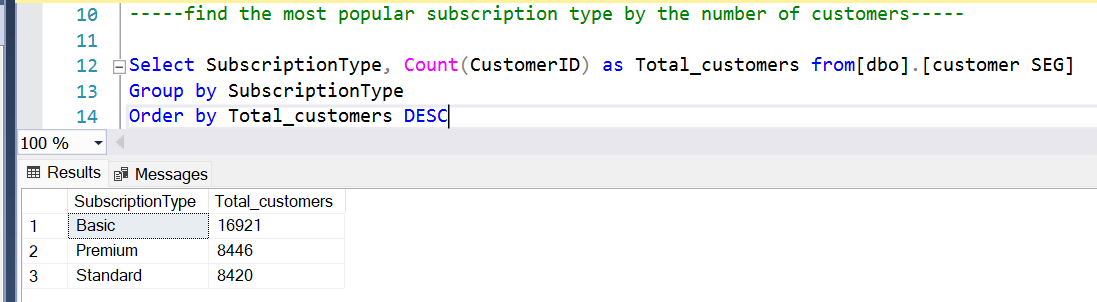 10 -----find the most popular subscription type by the number of customers-----
11
12 Select SubscriptionType, Count(CustomerID) as Total_customers from[dbo].[customer SEG]
13 Group by SubscriptionType
14 Order by Total_customers DESC
100 %
Results Messages
SubscriptionType Total_customers
1 Basic 16921
2 Premium 8446
3 Standard 8420